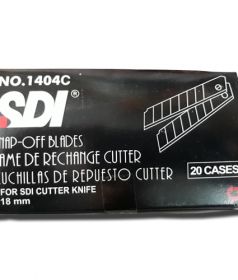 NO.1404C
SDI®
NAP-OFF BLADES
AME DE RECHANGE CUTTER
UCHILLAS DE REPUESTO CUTTER
20 CASES
FOR SDI CUTTER KNIFE
18 mm